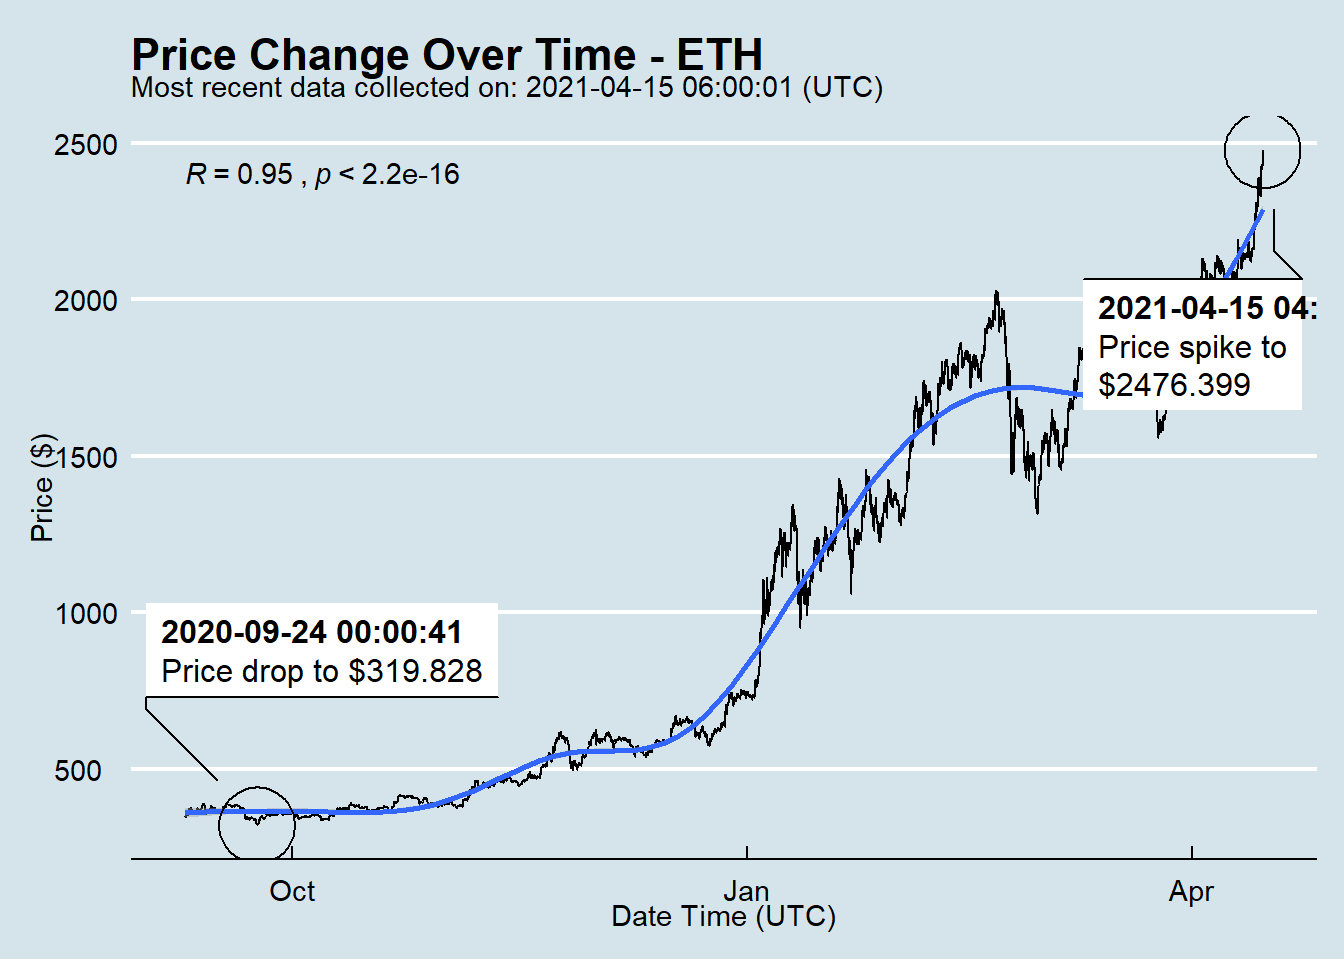 Price Change Over Time - ETH
Most recent data collected on: 2021-04-15 06:00:01 (UTC)
2500
R = 0.95 , p < 2.2e-16
2000
2021-04-15 04:
Price spike to
$2476.399
1500
Price ($)
1000
2020-09-24 00:00:41
Price drop to $319.828
500
Oct
Jan
Apr
Date Time (UTC)